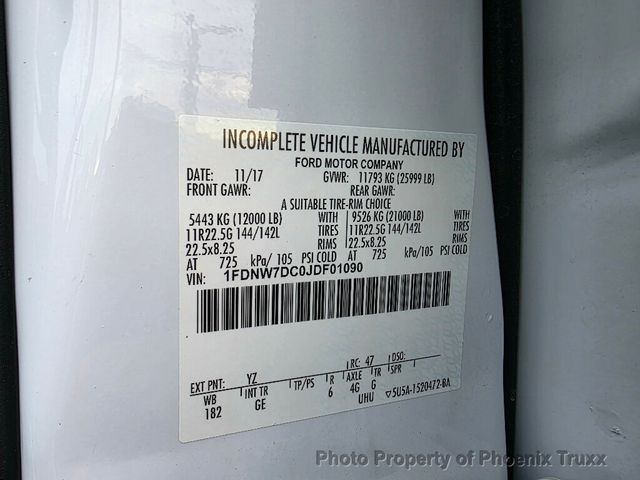 INCOMPLETE VEHICLE MANUFACTURED BY
FORD MOTOR COMPANY
DATE: 11/17 GVWR: 11793 KG (25999 LB)
FRONT GAWR: REAR GAWR:
A SUITABLE TIRE-RIM CHOICE
5443 KG (12000 LB) WITH 9526 KG (21000 LB) WITH
11R22.5G 144/142L TIRES 11R22.5G 144/142L TIRES
22.5x8.25 RIMS 22.5x8.25 RIMS
AT 725 kPa/ 105 PSI COLD AT 725 kPa/ 105 PSI COLD
VIN: 1FDNW7DC0JDF01090
EXT PNT: YZ RC: 47 DSO:
WB INT TR TP/PS R AXLE TR SPR
182 GE 6 4G G
UHU ▽5U5A-1520472-BA
Photo Property of Phoenix Truxx